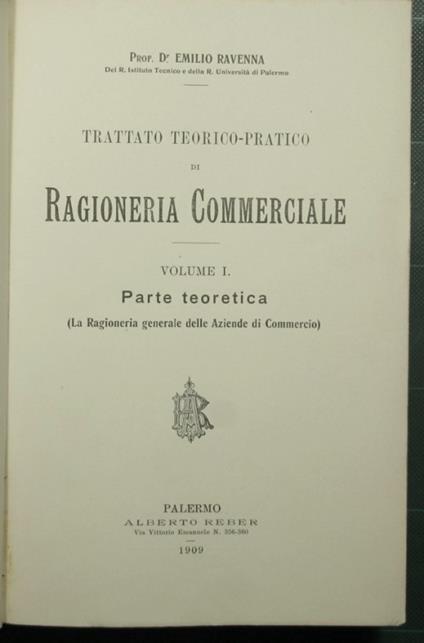 Prof. Dr EMILIO RAVENNA
Del R. Istituto Tecnico e della R. Università di Palermo
TRATTATO TEORICO-PRATICO
DI
RAGIONERIA COMMERCIALE
VOLUME I.
Parte teoretica
(La Ragioneria generale delle Aziende di Commercio)
PALERMO
ALBERTO REBER
Via Vittorio Emanuele N. 356-360
1909